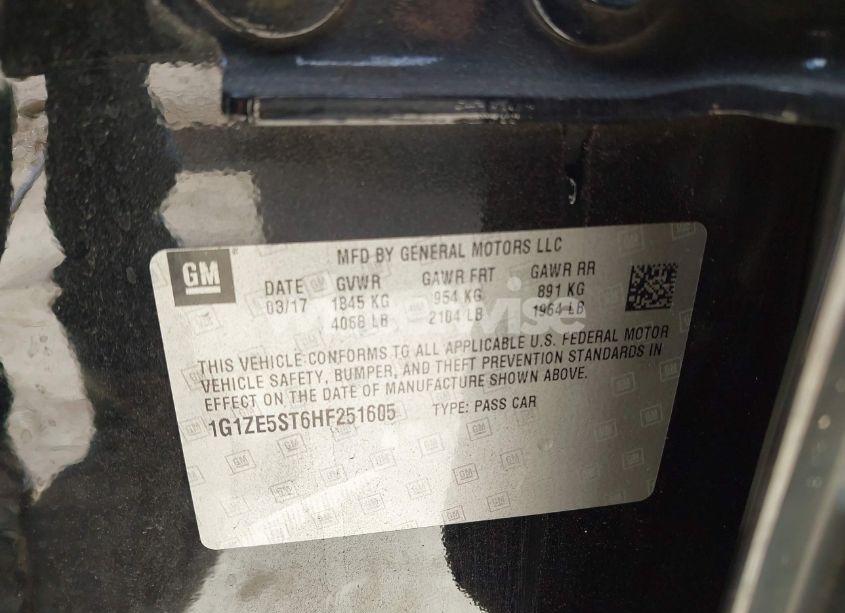 GM
MFD BY GENERAL MOTORS LLC
DATE GVWR GAWR FRT GAWR RR
03/17 1845 KG 954 KG 891 KG
4068 LB 2104 LB 1964 LB
THIS VEHICLE CONFORMS TO ALL APPLICABLE U.S. FEDERAL MOTOR
VEHICLE SAFETY, BUMPER, AND THEFT PREVENTION STANDARDS IN
EFFECT ON THE DATE OF MANUFACTURE SHOWN ABOVE.
1G1ZE5ST6HF251605 TYPE: PASS CAR